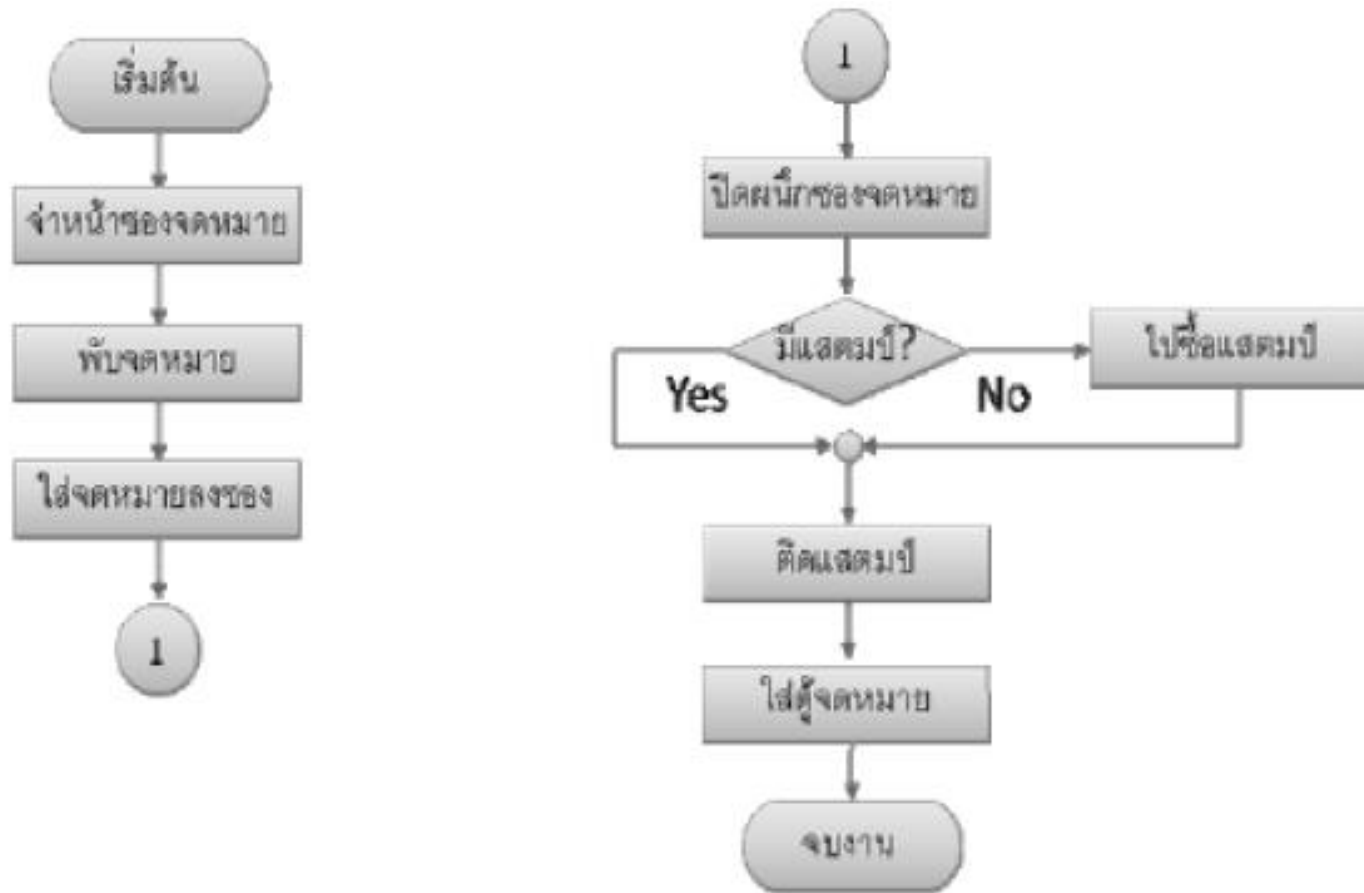 เริ่มต้น
จ่าหน้าซองจดหมาย
พับจดหมาย
ใส่จดหมายลงซอง
1
1
ปิดผนึกซองจดหมาย
มีแสตมป์?
ไปซื้อแสตมป์
Yes
No
ติดแสตมป์
ใส่ตู้จดหมาย
จบงาน